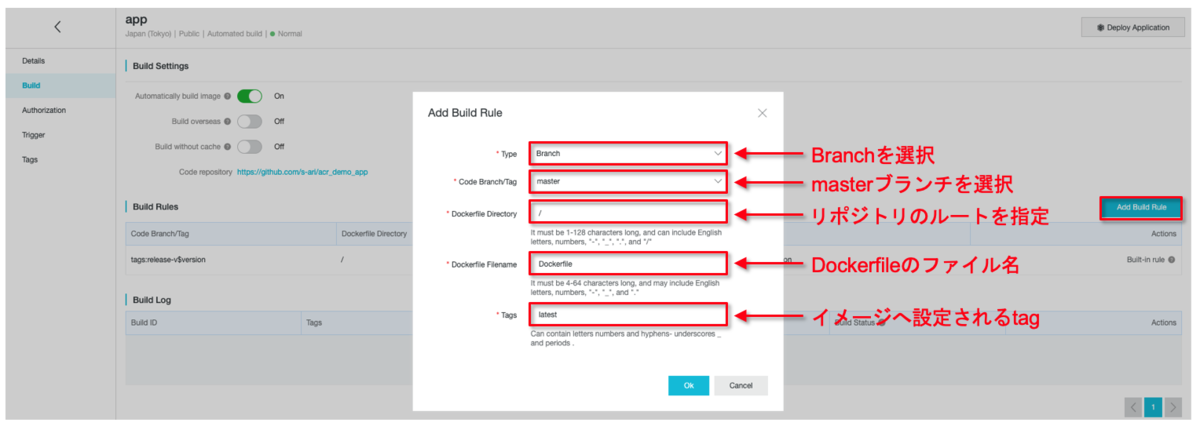 app
Japan (Tokyo) | Public | Automated build | Normal
Deploy Application
Details
Build
Authorization
Trigger
Tags
Build Settings
Automatically build image
On
Build overseas
Off
Build without cache
Off
Code repository https://github.com/s-ari/acr_demo_app
Build Rules
Add Build Rule
Code Branch/Tag
Dockerfile Directory
Actions
tags:release-v$version
/
Built-in rule
Build Log
Build ID
Tags
Build Status
Actions
1
Add Build Rule
* Type
Branch
Branchを選択
* Code Branch/Tag
master
masterブランチを選択
* Dockerfile Directory
/
リポジトリのルートを指定
It must be 1-128 characters long, and can include English
letters, numbers, "-", "_", ".", and "/"
* Dockerfile Filename
Dockerfile
Dockerfileのファイル名
It must be 4-64 characters long, and may include English
letters, numbers, "-", "_", and "."
* Tags
latest
イメージへ設定されるtag
Can contain letters numbers and hyphens- underscores _
and periods .
Ok
Cancel